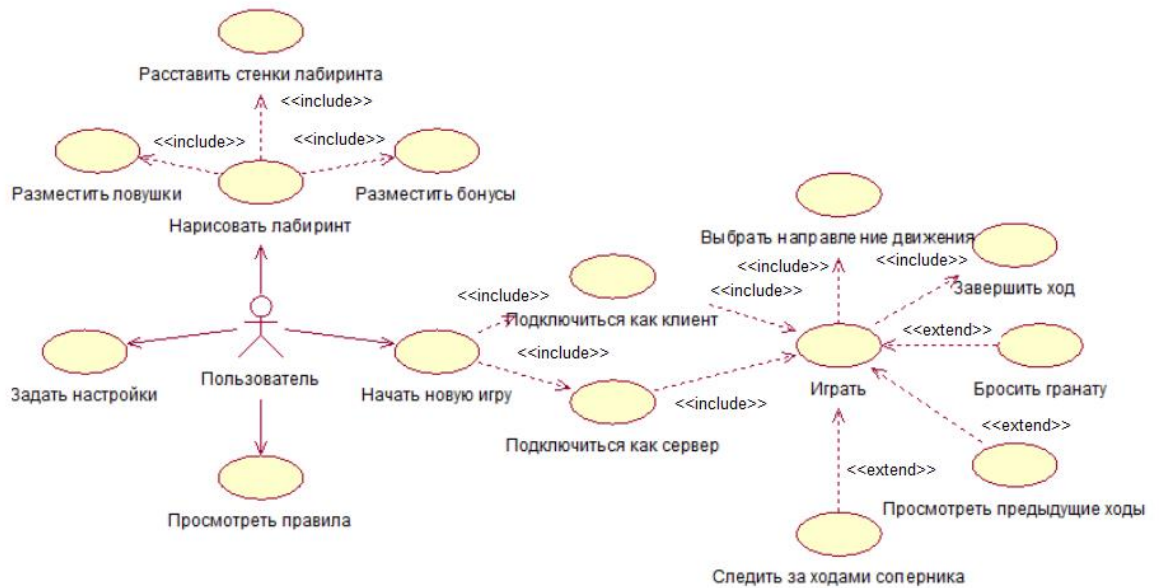 Расставить стенки лабиринта
<<include>>
<<include>>
<<include>>
Разместить ловушки
Разместить бонусы
Нарисовать лабиринт
Выбрать направление движения
<<include>>
<<include>>
Завершить ход
<<include>>
<<include>>
Подключиться как клиент
<<extend>>
<<include>>
Задать настройки
Пользователь
Начать новую игру
Играть
Бросить гранату
<<include>>
<<extend>>
Подключиться как сервер
<<extend>>
Просмотреть правила
Просмотреть предыдущие ходы
Следить за ходами соперника